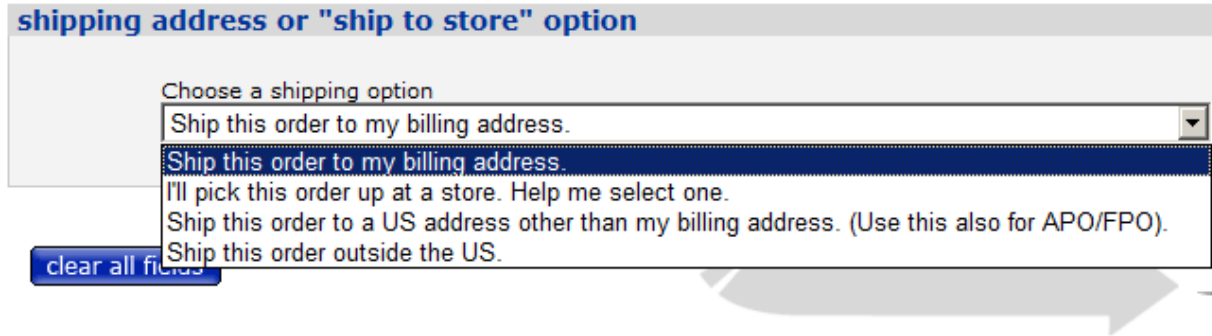 shipping address or "ship to store" option
Choose a shipping option
Ship this order to my billing address.
Ship this order to my billing address.
I'll pick this order up at a store. Help me select one.
Ship this order to a US address other than my billing address. (Use this also for APO/FPO).
Ship this order outside the US.
clear all fields